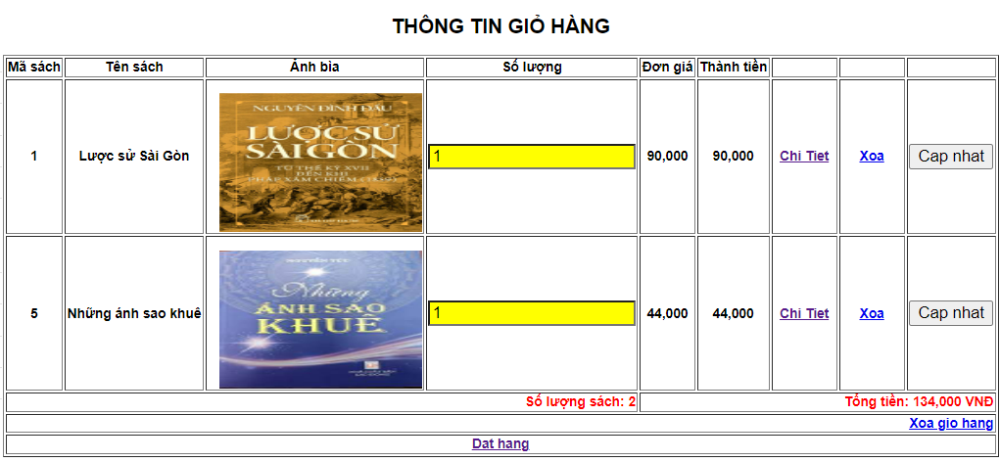 THÔNG TIN GIỎ HÀNG
Mã sách Tên sách Ảnh bìa Số lượng Đơn giá Thành tiền
NGUYỄN ĐÌNH ĐẦU
LƯỢC SỬ
SÀI GÒN
TỪ THẾ KỶ XVII
ĐẾN KHI
PHÁP XÂM CHIẾM (1859)
1 Lược sử Sài Gòn 1 90,000 90,000 Chi Tiet Xoa Cap nhat
Những
ÁNH SAO
KHUÊ
5 Những ánh sao khuê 1 44,000 44,000 Chi Tiet Xoa Cap nhat
Số lượng sách: 2 Tổng tiền: 134,000 VNĐ
Xoa gio hang
Dat hang